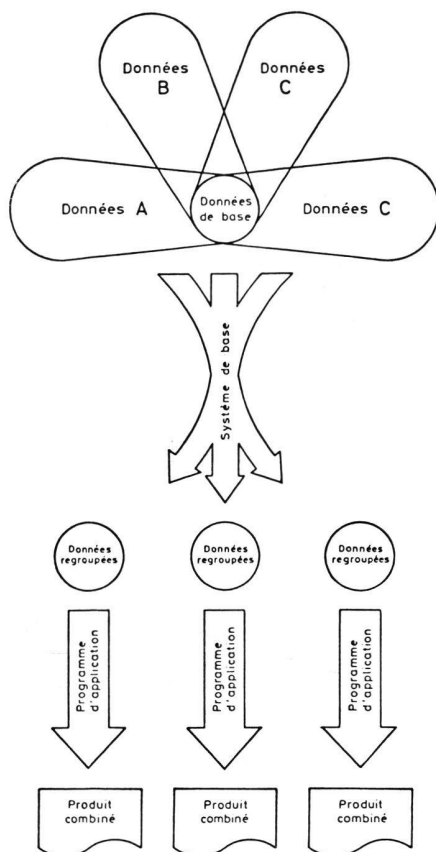 Données
B
Données
C
Données A
Données
de base
Données C
Système de base
Données
regroupées
Données
regroupées
Données
regroupées
Programme
d'application
Programme
d'application
Programme
d'application
Produit
combiné
Produit
combiné
Produit
combiné